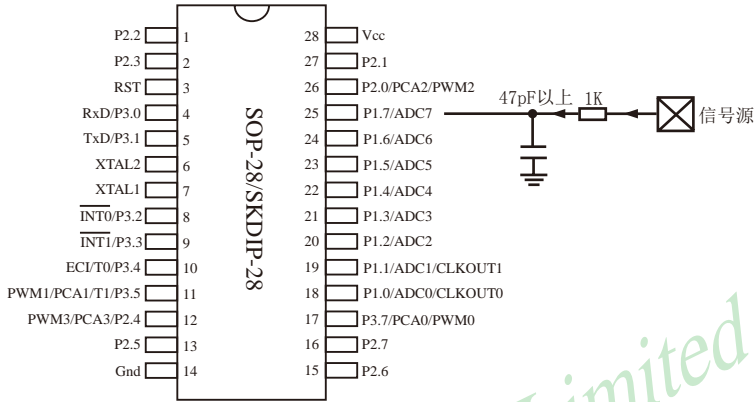 P2.2 1
P2.3 2
RST 3
RxD/P3.0 4
TxD/P3.1 5
XTAL2 6
XTAL1 7
INT0/P3.2 8
INT1/P3.3 9
ECI/T0/P3.4 10
PWM1/PCA1/T1/P3.5 11
PWM3/PCA3/P2.4 12
P2.5 13
Gnd 14
SOP-28/SKDIP-28
28 Vcc
27 P2.1
26 P2.0/PCA2/PWM2
25 P1.7/ADC7
24 P1.6/ADC6
23 P1.5/ADC5
22 P1.4/ADC4
21 P1.3/ADC3
20 P1.2/ADC2
19 P1.1/ADC1/CLKOUT1
18 P1.0/ADC0/CLKOUT0
17 P3.7/PCA0/PWM0
16 P2.7
15 P2.6
47pF以上 1K
信号源
Limited